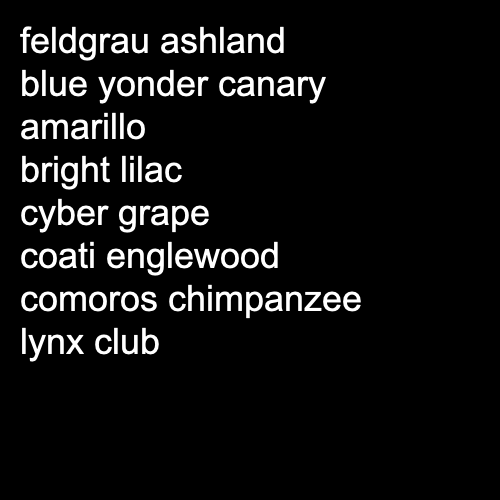 feldgrau ashland
blue yonder canary
amarillo
bright lilac
cyber grape
coati englewood
comoros chimpanzee
lynx club